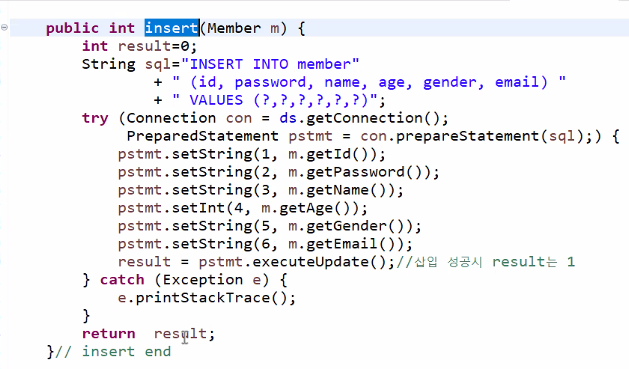 public int insert(Member m) {
int result=0;
String sql="INSERT INTO member"
+ " (id, password, name, age, gender, email) "
+ " VALUES (?,?,?,?,?,?)";
try (Connection con = ds.getConnection();
PreparedStatement pstmt = con.prepareStatement(sql);) {
pstmt.setString(1, m.getId());
pstmt.setString(2, m.getPassword());
pstmt.setString(3, m.getName());
pstmt.setInt(4, m.getAge());
pstmt.setString(5, m.getGender());
pstmt.setString(6, m.getEmail());
result = pstmt.executeUpdate();//삽입 성공시 result는 1
} catch (Exception e) {
e.printStackTrace();
}
return result;
}// insert end